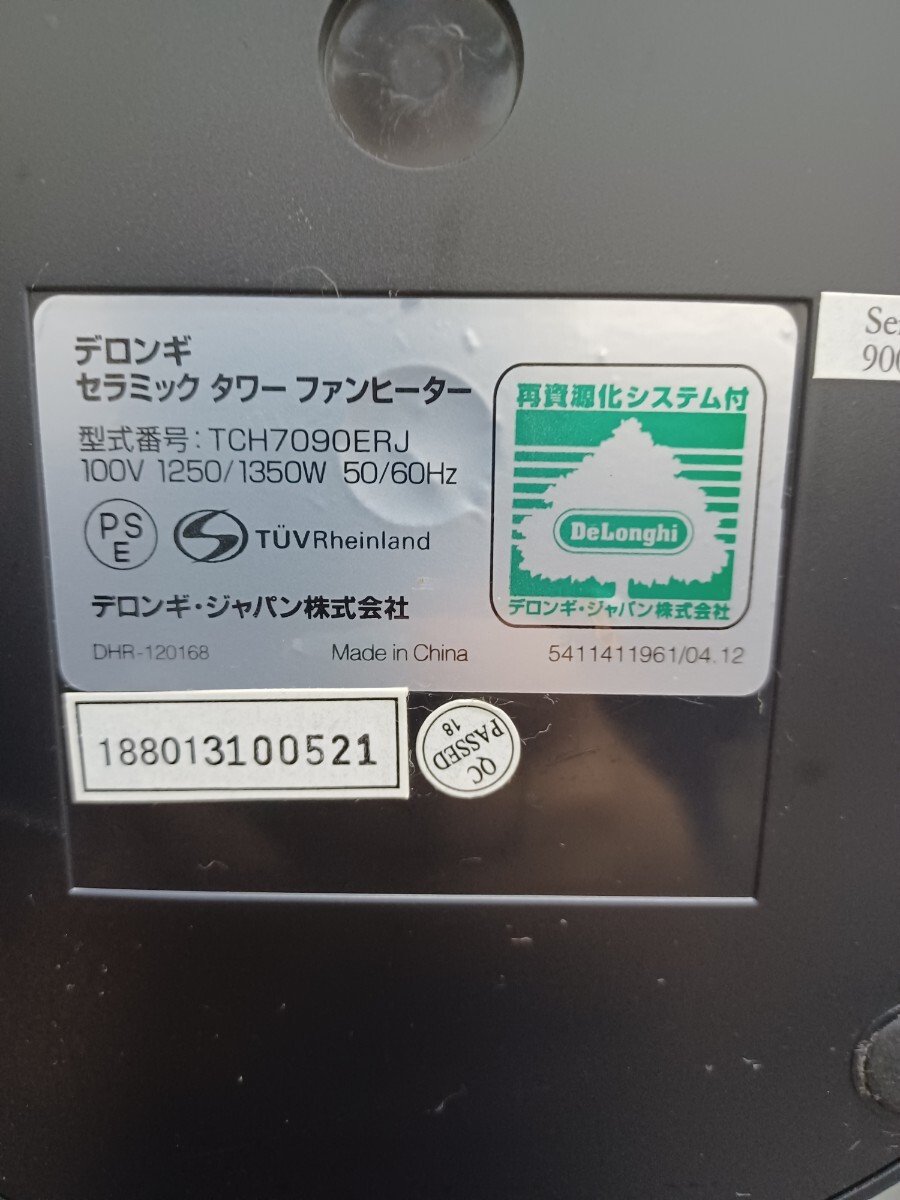 デロンギ
セラミック タワー ファンヒーター
型式番号: TCH7090ERJ
100V 1250/1350W 50/60Hz
PS
E
TÜVRheinland
デロンギ・ジャパン株式会社
DHR-120168
Made in China
5411411961/04.12
再資源化システム付
DeLonghi
デロンギ・ジャパン株式会社
188013100521
QC
PASSED
18